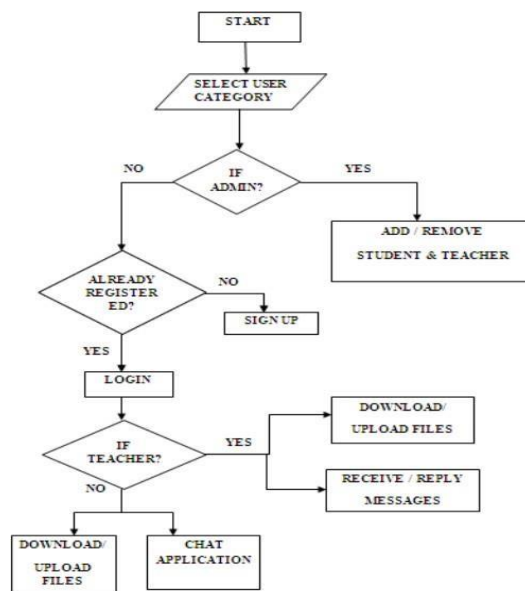 START
SELECT USER
CATEGORY
NO
IF
ADMIN?
YES
ADD / REMOVE
STUDENT & TEACHER
ALREADY
REGISTER
ED?
NO
SIGN UP
YES
LOGIN
IF
TEACHER?
YES
DOWNLOAD/
UPLOAD FILES
RECEIVE / REPLY
MESSAGES
NO
DOWNLOAD/
UPLOAD
FILES
CHAT
APPLICATION